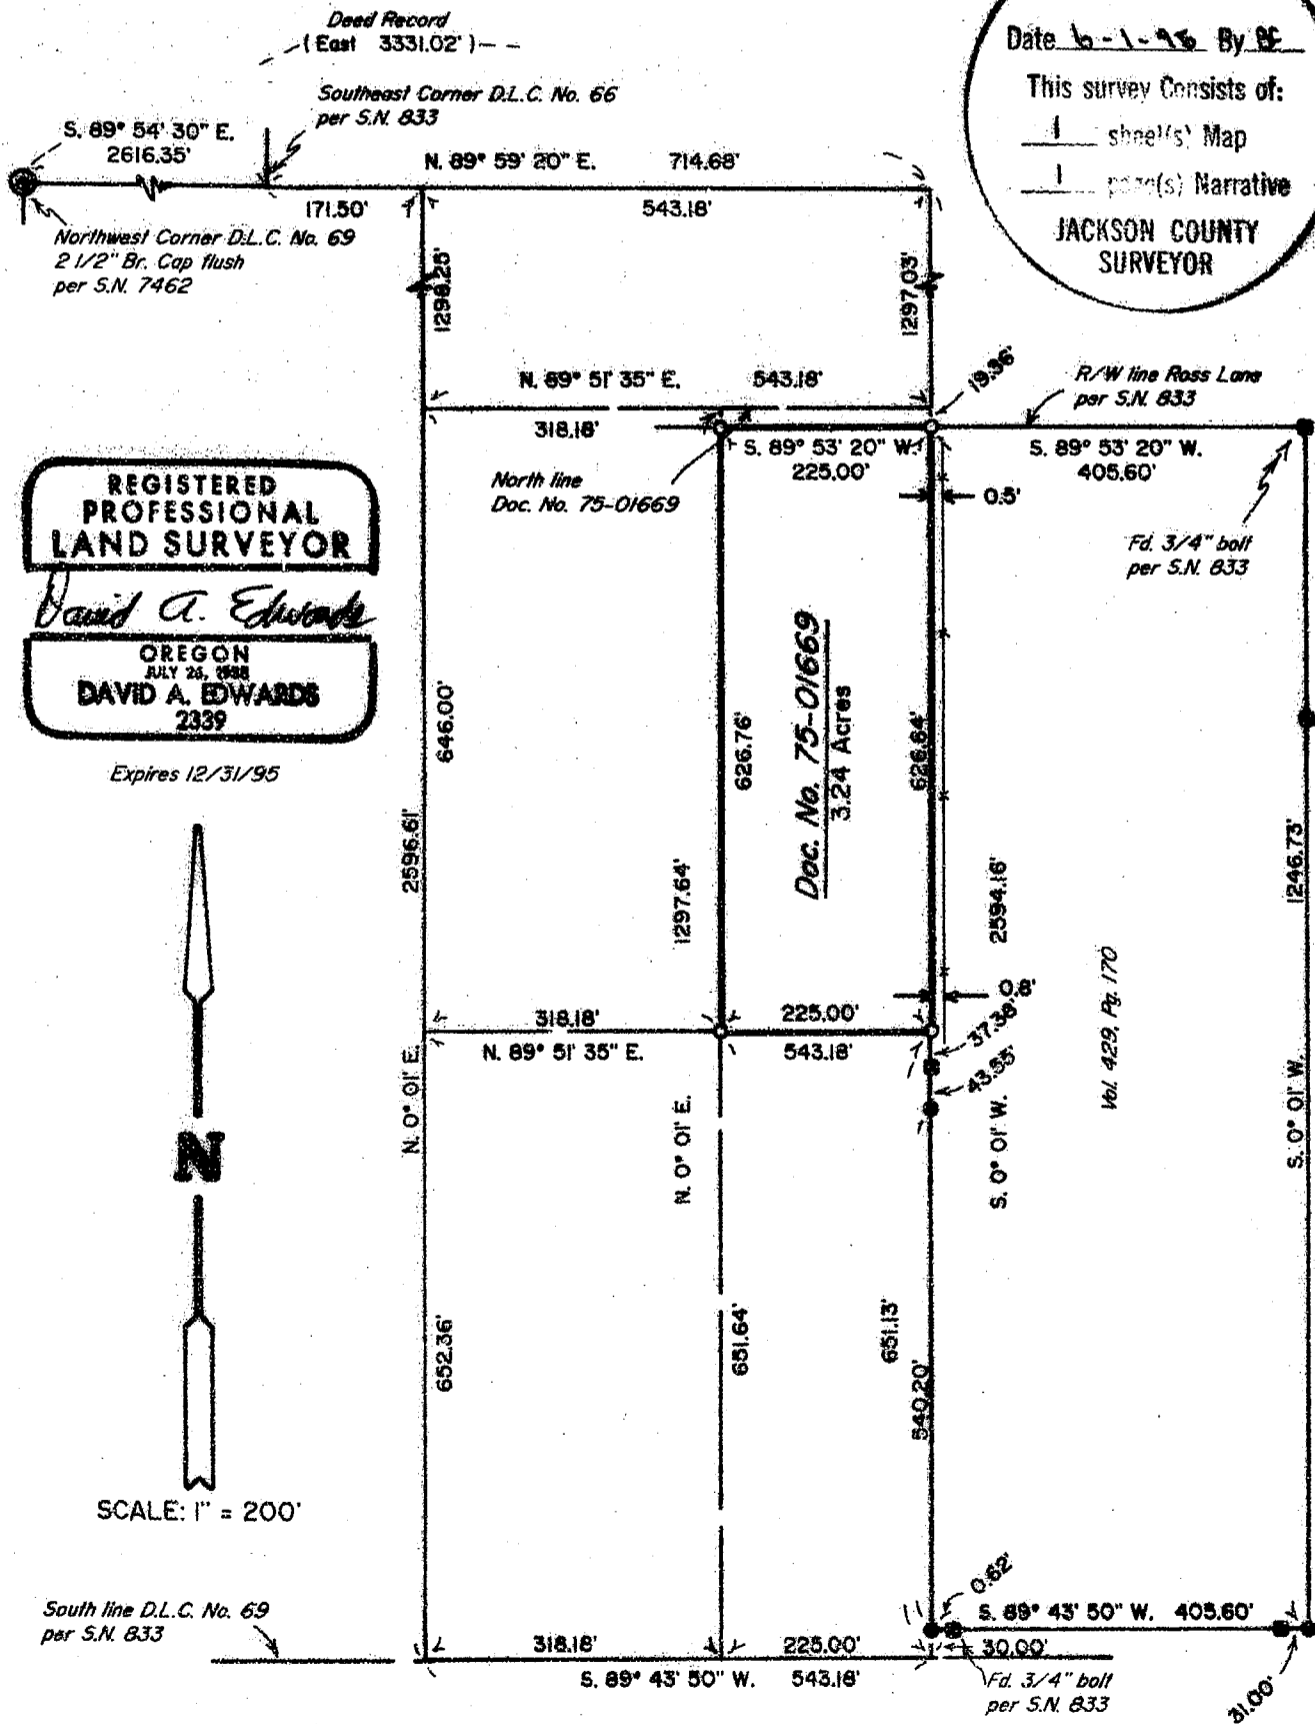 Deed Record
(East 3331.02')
Southeast Corner D.L.C. No. 66
per S.N. 833
S. 89° 54' 30" E.
2616.35'
N. 89° 59' 20" E. 714.68'
171.50'
543.18'
Northwest Corner D.L.C. No. 69
2 1/2" Br. Cap flush
per S.N. 7462
Date 6-1-95 By
This survey Consists of:
1 sheet(s) Map
1 page(s) Narrative
JACKSON COUNTY
SURVEYOR
1298.25'
1297.03'
N. 89° 51' 35" E. 543.18'
19.36'
R/W line Ross Lane
per S.N. 833
318.18'
S. 89° 53' 20" W.
225.00'
S. 89° 53' 20" W.
405.60'
North line
Doc. No. 75-01669
0.5'
Fd. 3/4" bolt
per S.N. 833
REGISTERED
PROFESSIONAL
LAND SURVEYOR
David A. Edwards
OREGON
JULY 26, 1988
DAVID A. EDWARDS
2339
Expires 12/31/95
646.00'
626.76'
Doc. No. 75-01669
3.24 Acres
626.64'
2596.61'
1297.64'
2594.16'
1246.73'
Vol. 429, Pg. 170
0.8'
318.18'
225.00'
37.38'
N. 89° 51' 35" E.
543.18'
43.55'
N. 0° 01' E.
N. 0° 01' E.
S. 0° 01' W.
S. 0° 01' W.
N
652.36'
651.64'
651.13'
540.20'
SCALE: 1" = 200'
0.62'
South line D.L.C. No. 69
per S.N. 833
S. 89° 43' 50" W. 405.60'
318.18'
225.00'
30.00'
S. 89° 43' 50" W. 543.18'
Fd. 3/4" bolt
per S.N. 833
31.00'